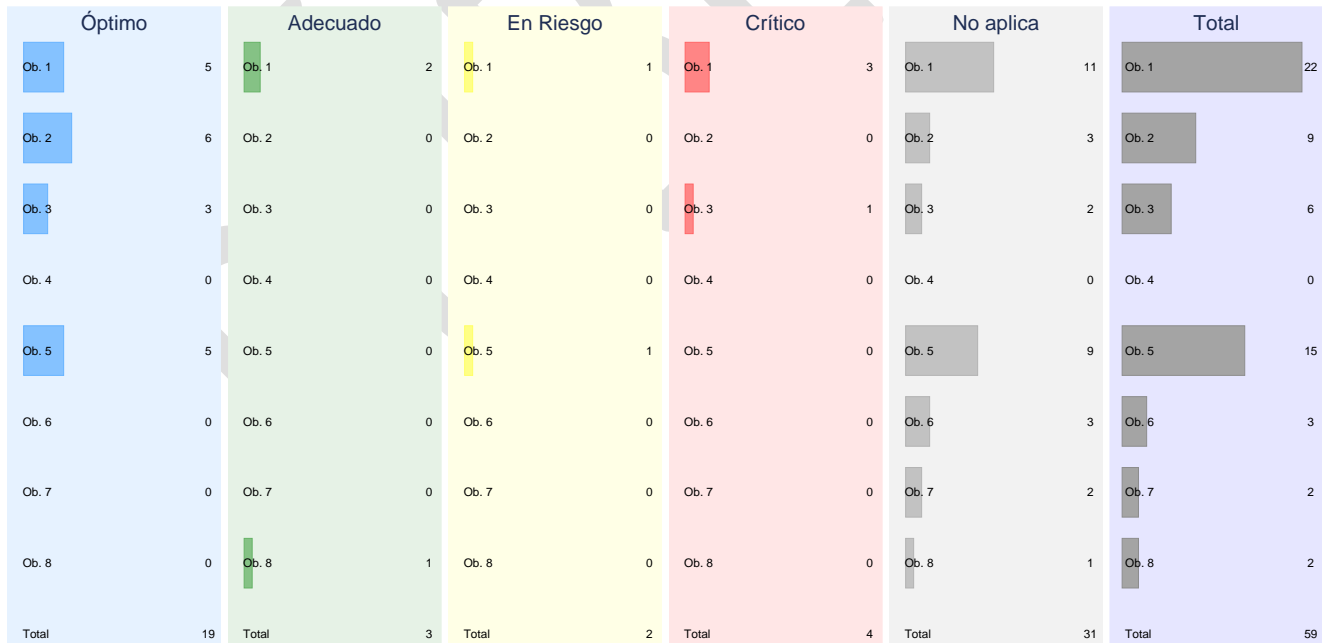 Óptimo Adecuado En Riesgo Crítico No aplica Total
Ob. 1 5 Ob. 1 2 Ob. 1 1 Ob. 1 3 Ob. 1 11 Ob. 1 22
Ob. 2 6 Ob. 2 0 Ob. 2 0 Ob. 2 0 Ob. 2 3 Ob. 2 9
Ob. 3 3 Ob. 3 0 Ob. 3 0 Ob. 3 1 Ob. 3 2 Ob. 3 6
Ob. 4 0 Ob. 4 0 Ob. 4 0 Ob. 4 0 Ob. 4 0 Ob. 4 0
Ob. 5 5 Ob. 5 0 Ob. 5 1 Ob. 5 0 Ob. 5 9 Ob. 5 15
Ob. 6 0 Ob. 6 0 Ob. 6 0 Ob. 6 0 Ob. 6 3 Ob. 6 3
Ob. 7 0 Ob. 7 0 Ob. 7 0 Ob. 7 0 Ob. 7 2 Ob. 7 2
Ob. 8 0 Ob. 8 1 Ob. 8 0 Ob. 8 0 Ob. 8 1 Ob. 8 2
Total 19 Total 3 Total 2 Total 4 Total 31 Total 59